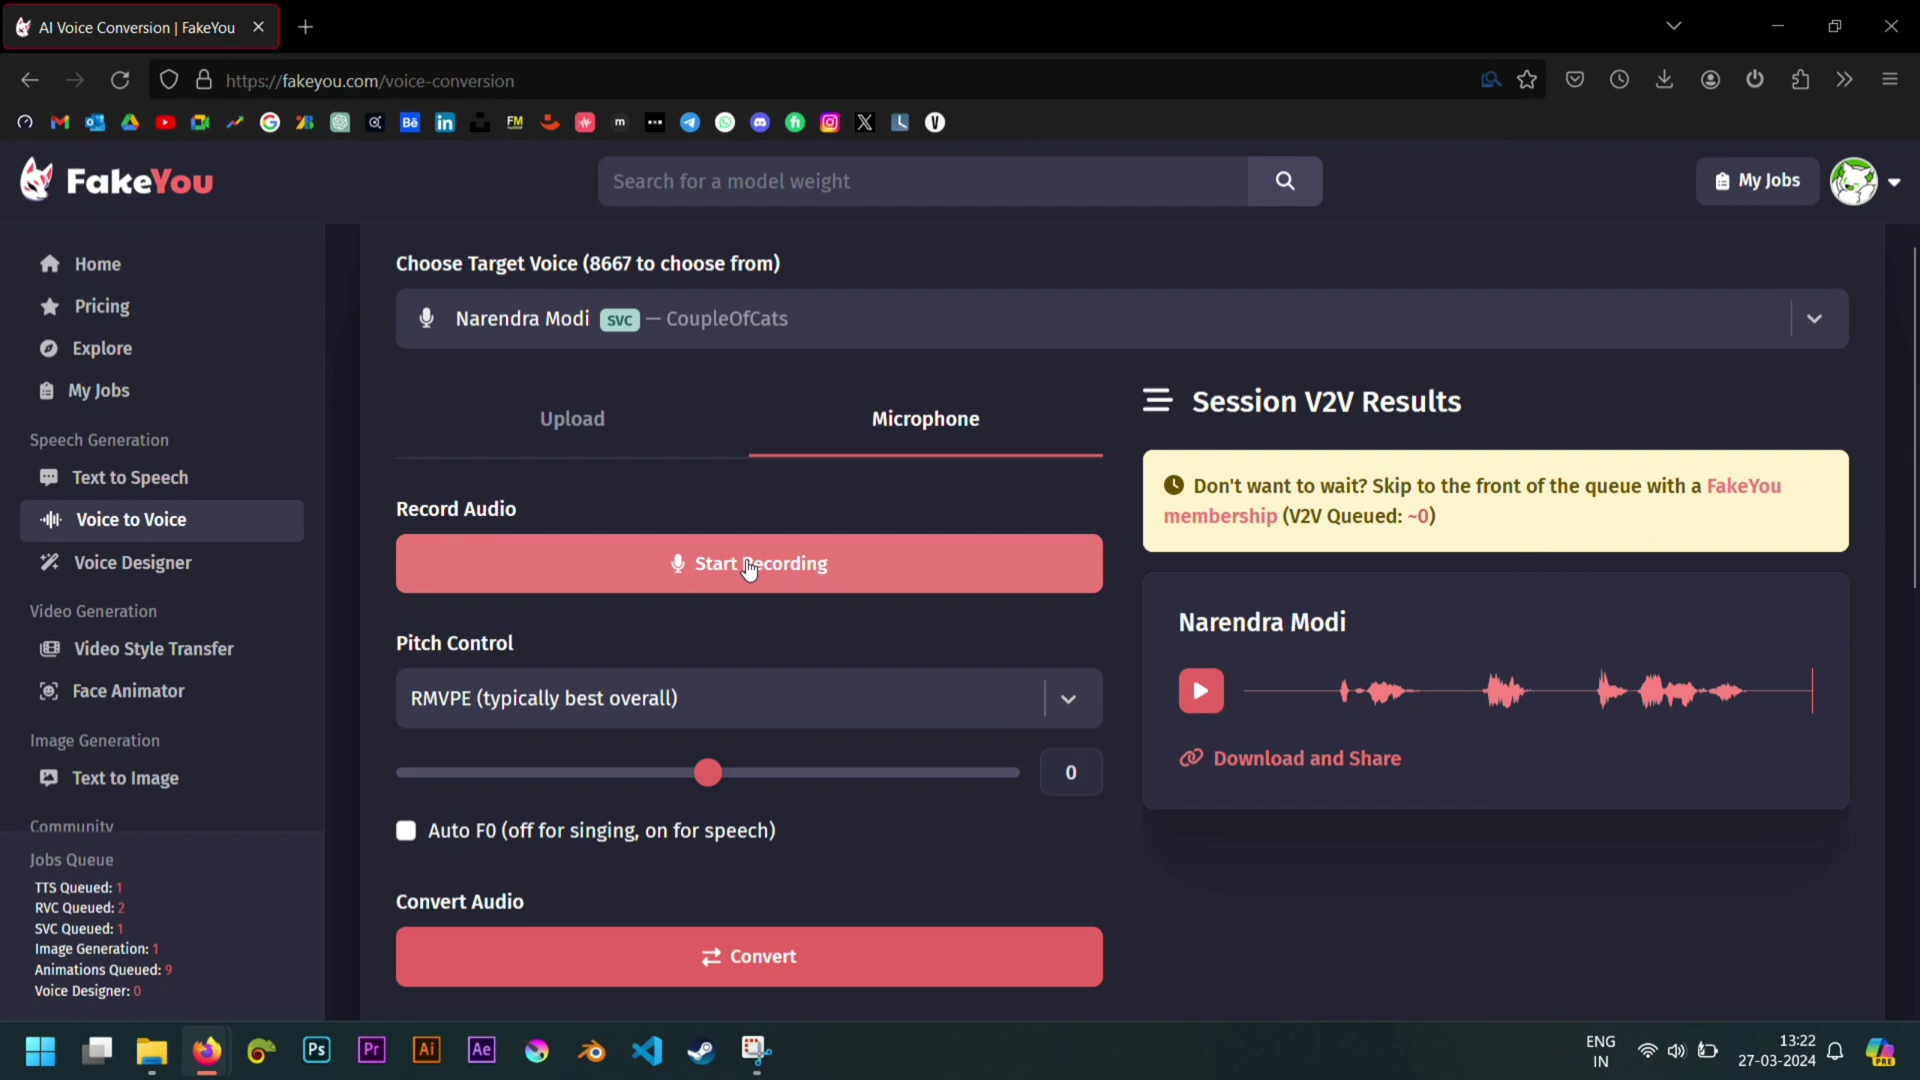 AI Voice Conversion | FakeYou
https://fakeyou.com/voice-conversion
FakeYou
Search for a model weight
My Jobs
Home
Pricing
Explore
My Jobs
Speech Generation
Text to Speech
Voice to Voice
Voice Designer
Video Generation
Video Style Transfer
Face Animator
Image Generation
Text to Image
Community
Jobs Queue
TTS Queued: 1
RVC Queued: 2
SVC Queued: 1
Image Generation: 1
Animations Queued: 9
Voice Designer: 0
Choose Target Voice (8667 to choose from)
Narendra Modi SVC — CoupleOfCats
Upload
Microphone
Record Audio
Start Recording
Pitch Control
RMVPE (typically best overall)
0
Auto F0 (off for singing, on for speech)
Convert Audio
Convert
Session V2V Results
Don't want to wait? Skip to the front of the queue with a FakeYou
membership (V2V Queued: ~0)
Narendra Modi
Download and Share
Ps
Pr
Ai
Ae
ENG
IN
13:22
27-03-2024
PRE